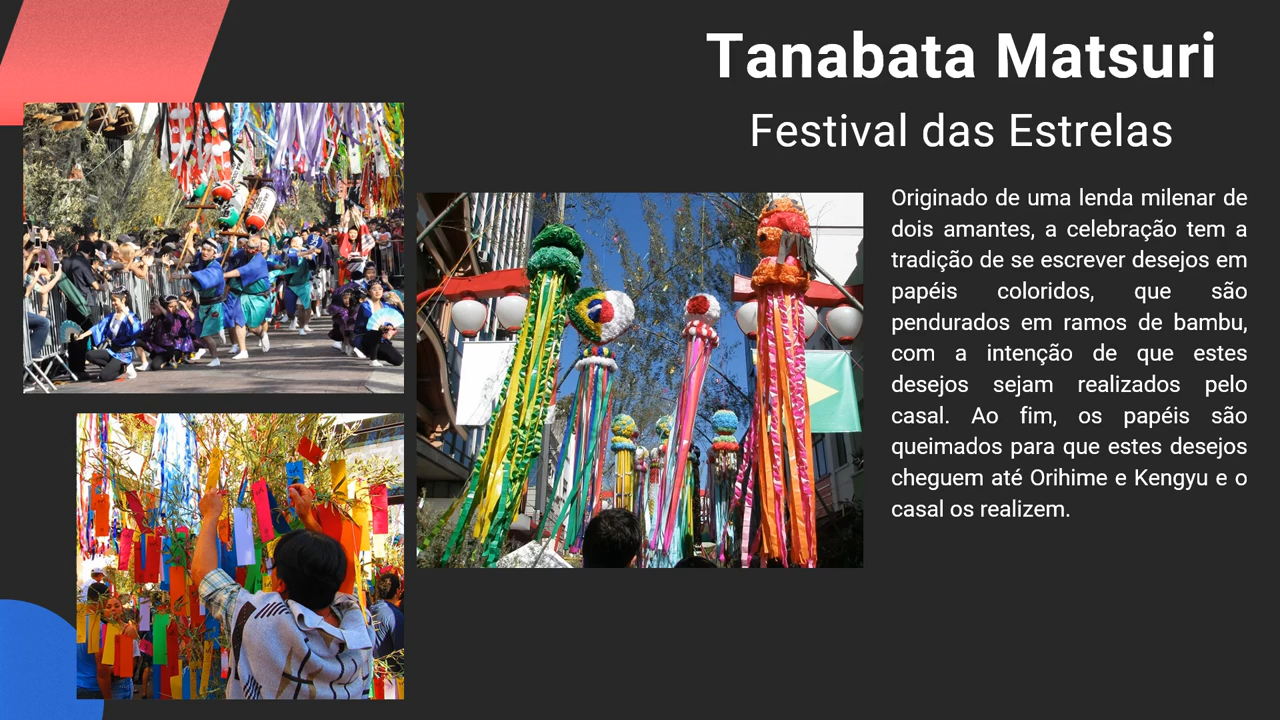 Tanabata Matsuri
Festival das Estrelas
Originado de uma lenda milenar de
dois amantes, a celebração tem a
tradição de se escrever desejos em
papéis coloridos, que são
pendurados em ramos de bambu,
com a intenção de que estes
desejos sejam realizados pelo
casal. Ao fim, os papéis são
queimados para que estes desejos
cheguem até Orihime e Kengyu e o
casal os realizem.